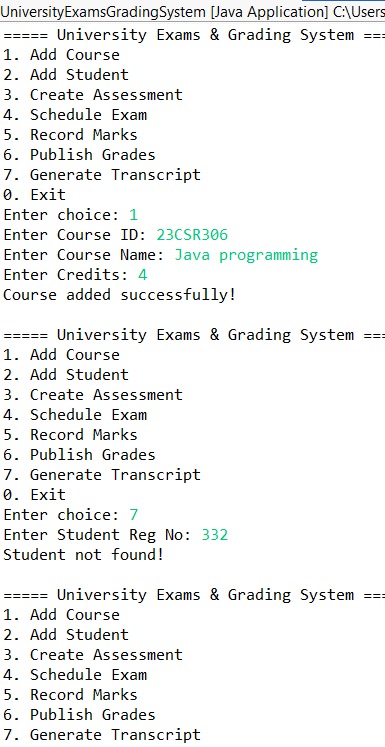 UniversityExamsGradingSystem [Java Application] C:\Users
===== University Exams & Grading System ===
1. Add Course
2. Add Student
3. Create Assessment
4. Schedule Exam
5. Record Marks
6. Publish Grades
7. Generate Transcript
0. Exit
Enter choice: 1
Enter Course ID: 23CSR306
Enter Course Name: Java programming
Enter Credits: 4
Course added successfully!
===== University Exams & Grading System ===
1. Add Course
2. Add Student
3. Create Assessment
4. Schedule Exam
5. Record Marks
6. Publish Grades
7. Generate Transcript
0. Exit
Enter choice: 7
Enter Student Reg No: 332
Student not found!
===== University Exams & Grading System ===
1. Add Course
2. Add Student
3. Create Assessment
4. Schedule Exam
5. Record Marks
6. Publish Grades
7. Generate Transcript